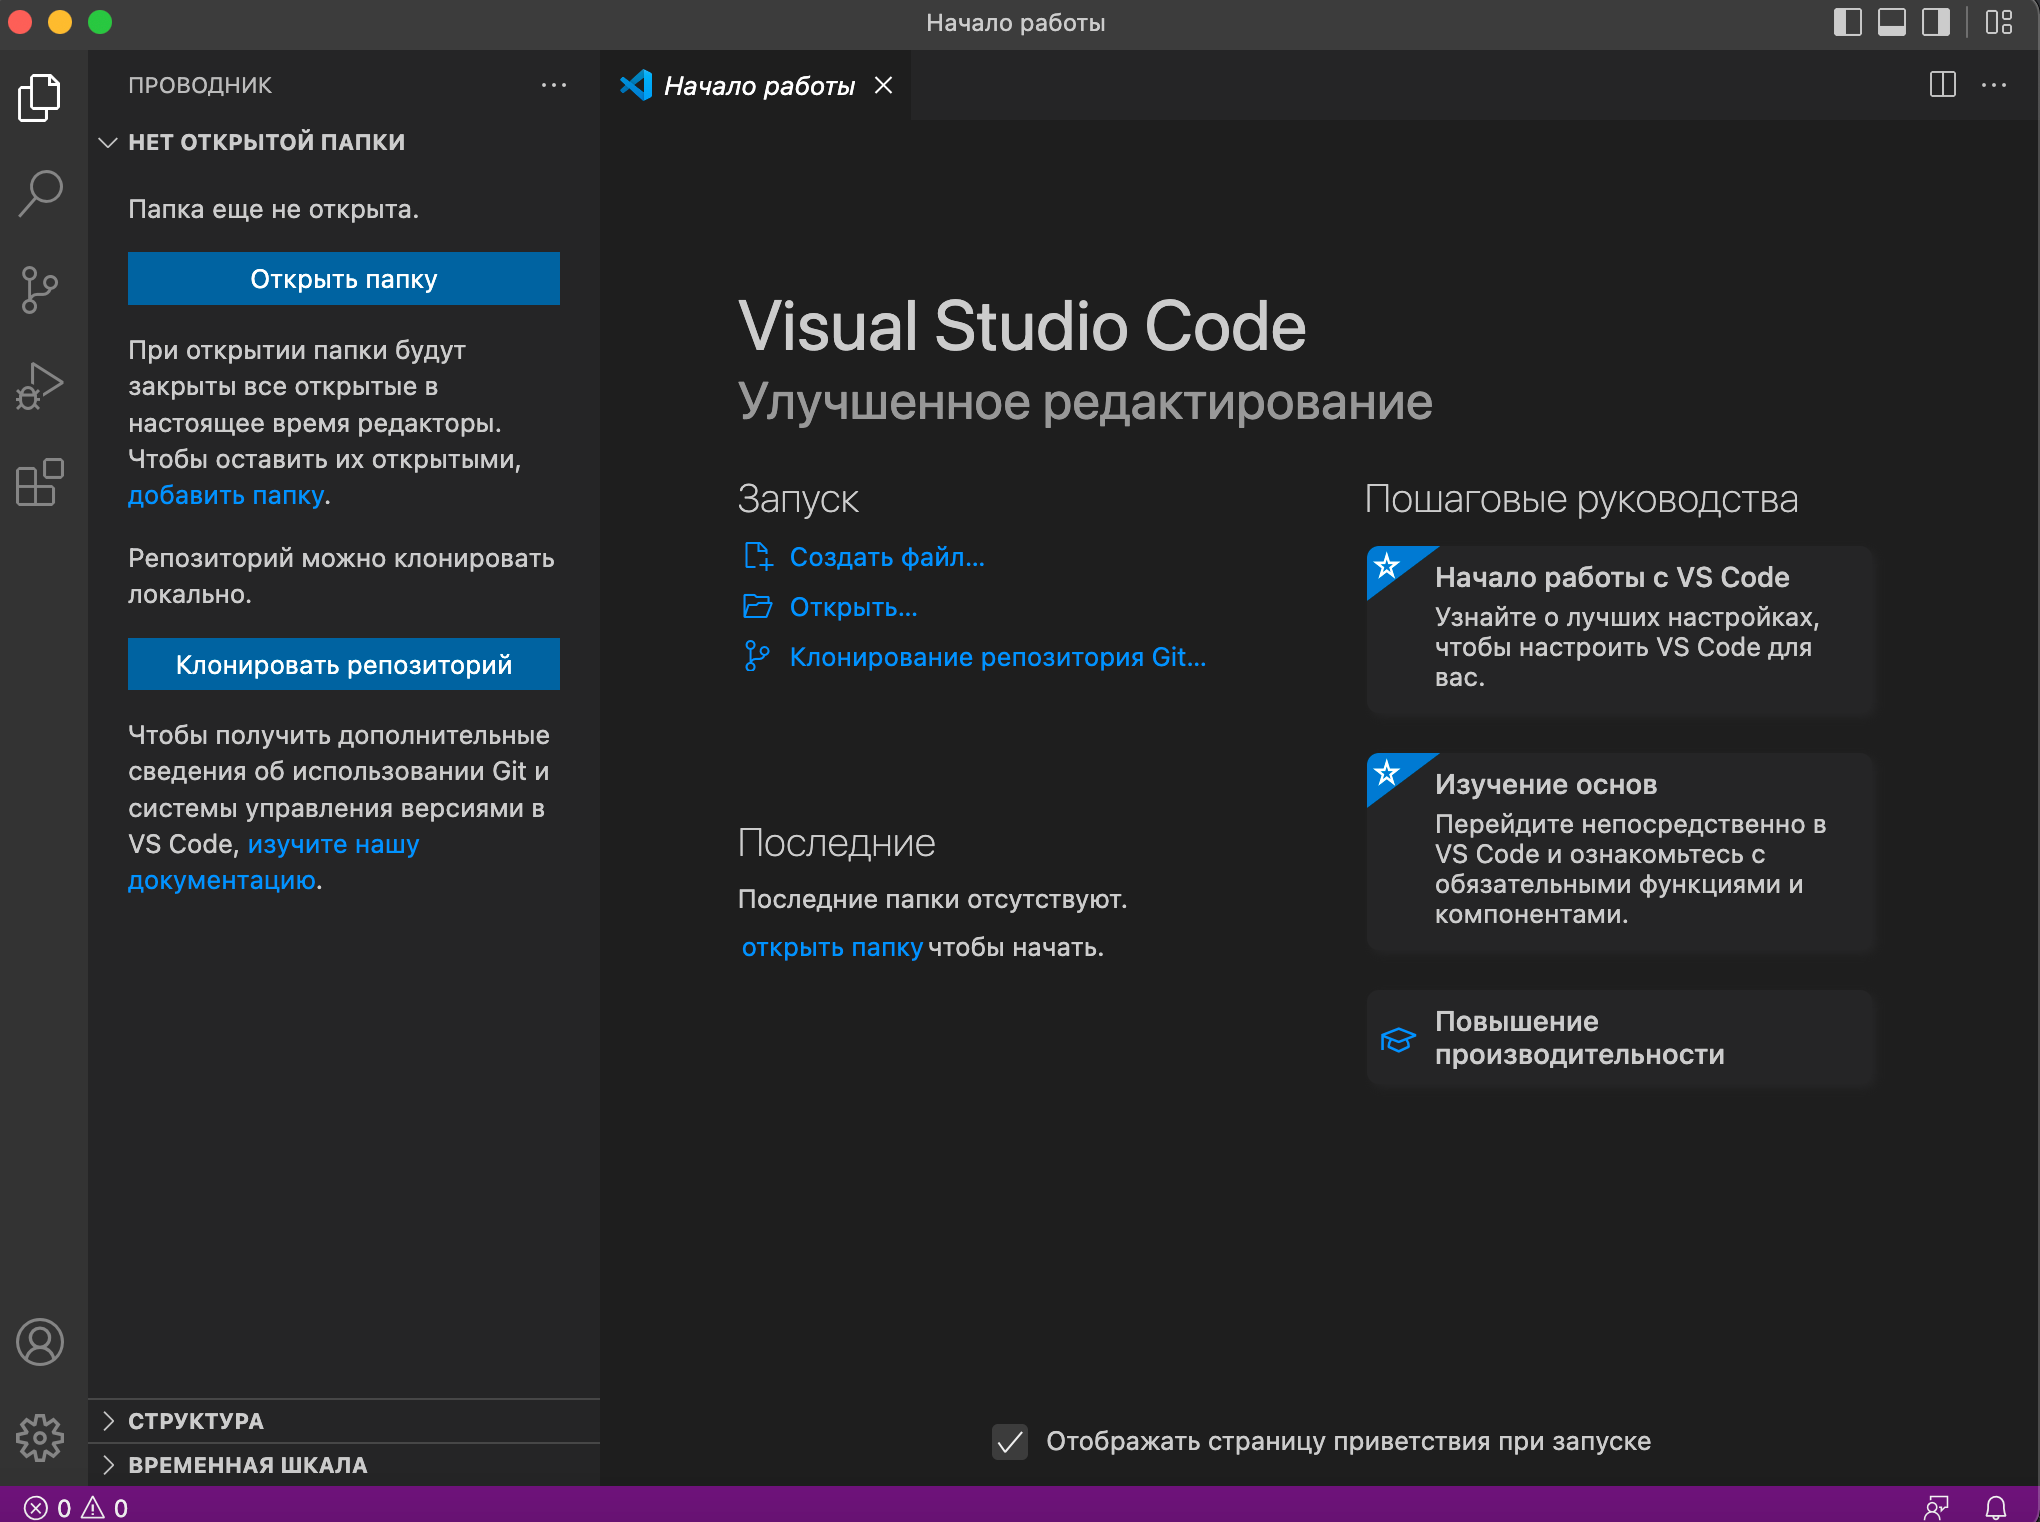 Начало работы
ПРОВОДНИК
Начало работы
НЕТ ОТКРЫТОЙ ПАПКИ
Папка еще не открыта.
Открыть папку
При открытии папки будут
закрыты все открытые в
настоящее время редакторы.
Чтобы оставить их открытыми,
добавить папку.
Репозиторий можно клонировать
локально.
Клонировать репозиторий
Чтобы получить дополнительные
сведения об использовании Git и
системы управления версиями в
VS Code, изучите нашу
документацию.
СТРУКТУРА
ВРЕМЕННАЯ ШКАЛА
Visual Studio Code
Улучшенное редактирование
Запуск
Создать файл...
Открыть...
Клонирование репозитория Git...
Последние
Последние папки отсутствуют.
открыть папку чтобы начать.
Пошаговые руководства
Начало работы с VS Code
Узнайте о лучших настройках,
чтобы настроить VS Code для
вас.
Изучение основ
Перейдите непосредственно в
VS Code и ознакомьтесь с
обязательными функциями и
компонентами.
Повышение
производительности
Отображать страницу приветствия при запуске
0 0